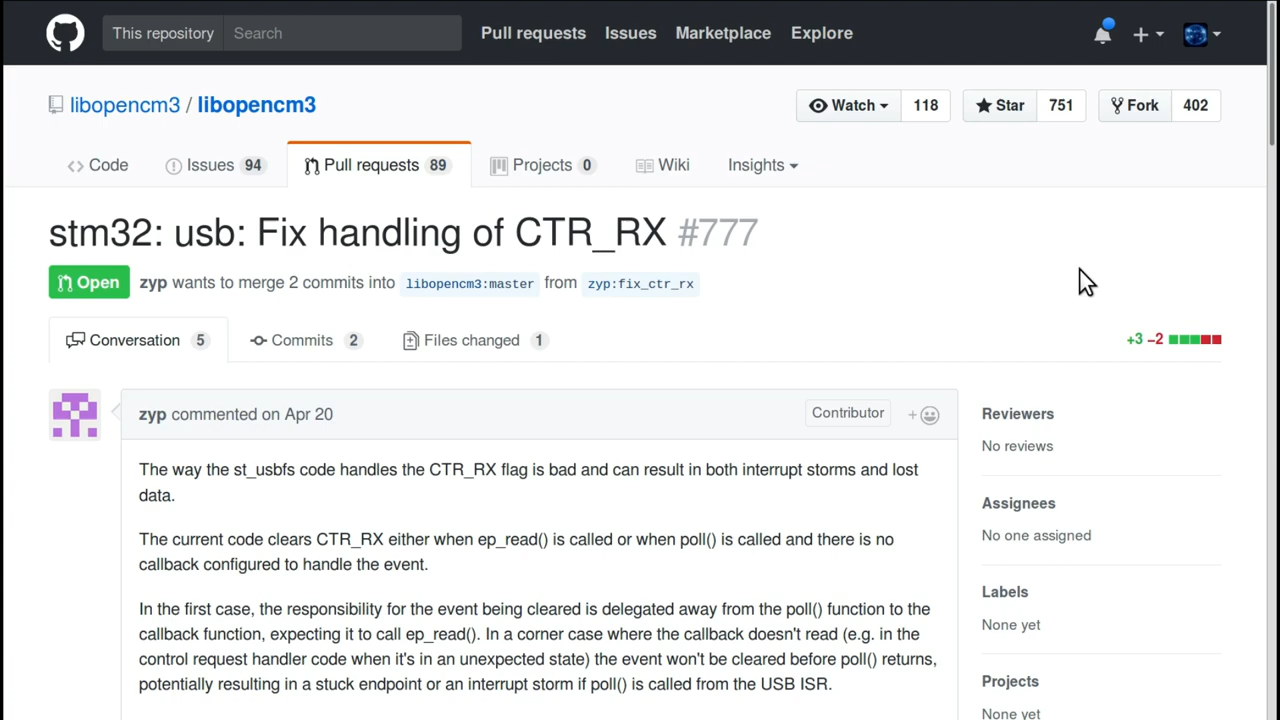 This repository Search Pull requests Issues Marketplace Explore
libopencm3 / libopencm3 Watch 118 Star 751 Fork 402
Code Issues 94 Pull requests 89 Projects 0 Wiki Insights
stm32: usb: Fix handling of CTR_RX #777
Open zyp wants to merge 2 commits into libopencm3:master from zyp:fix_ctr_rx
Conversation 5 Commits 2 Files changed 1 +3 −2
zyp commented on Apr 20 Contributor +
The way the st_usbfs code handles the CTR_RX flag is bad and can result in both interrupt storms and lost
data.
The current code clears CTR_RX either when ep_read() is called or when poll() is called and there is no
callback configured to handle the event.
In the first case, the responsibility for the event being cleared is delegated away from the poll() function to the
callback function, expecting it to call ep_read(). In a corner case where the callback doesn't read (e.g. in the
control request handler code when it's in an unexpected state) the event won't be cleared before poll() returns,
potentially resulting in a stuck endpoint or an interrupt storm if poll() is called from the USB ISR.
Reviewers
No reviews
Assignees
No one assigned
Labels
None yet
Projects
None yet